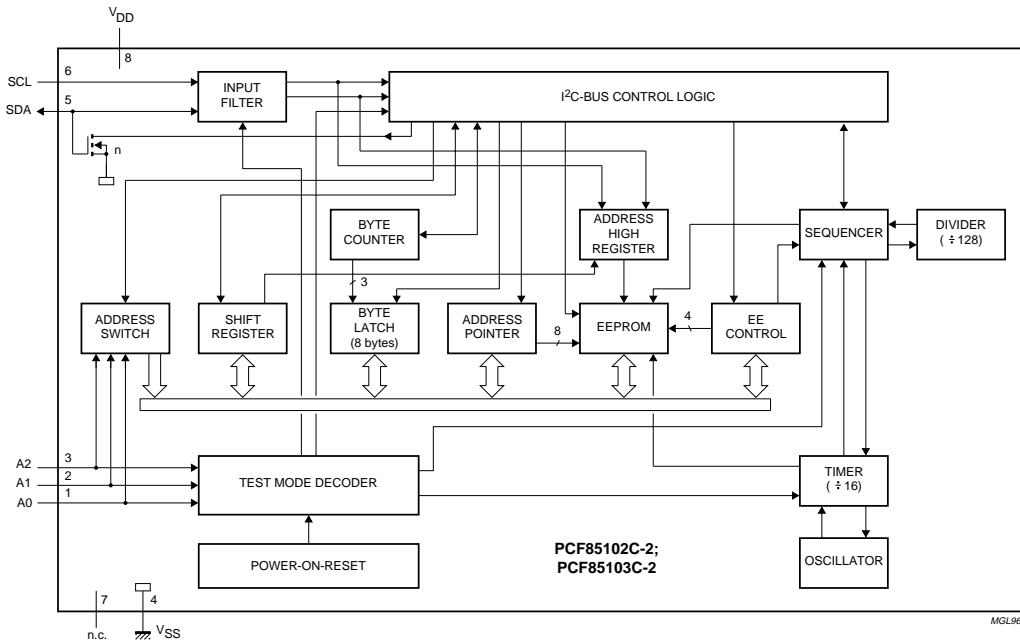 VDD
8
SCL
6
SDA
5
n
INPUT
FILTER
I2C-BUS CONTROL LOGIC
BYTE
COUNTER
3
ADDRESS
HIGH
REGISTER
SEQUENCER
DIVIDER
( ÷ 128)
ADDRESS
SWITCH
SHIFT
REGISTER
BYTE
LATCH
(8 bytes)
ADDRESS
POINTER
8
EEPROM
4
EE
CONTROL
A2
3
A1
2
A0
1
TEST MODE DECODER
TIMER
( ÷ 16)
POWER-ON-RESET
PCF85102C-2;
PCF85103C-2
OSCILLATOR
7
n.c.
4
VSS